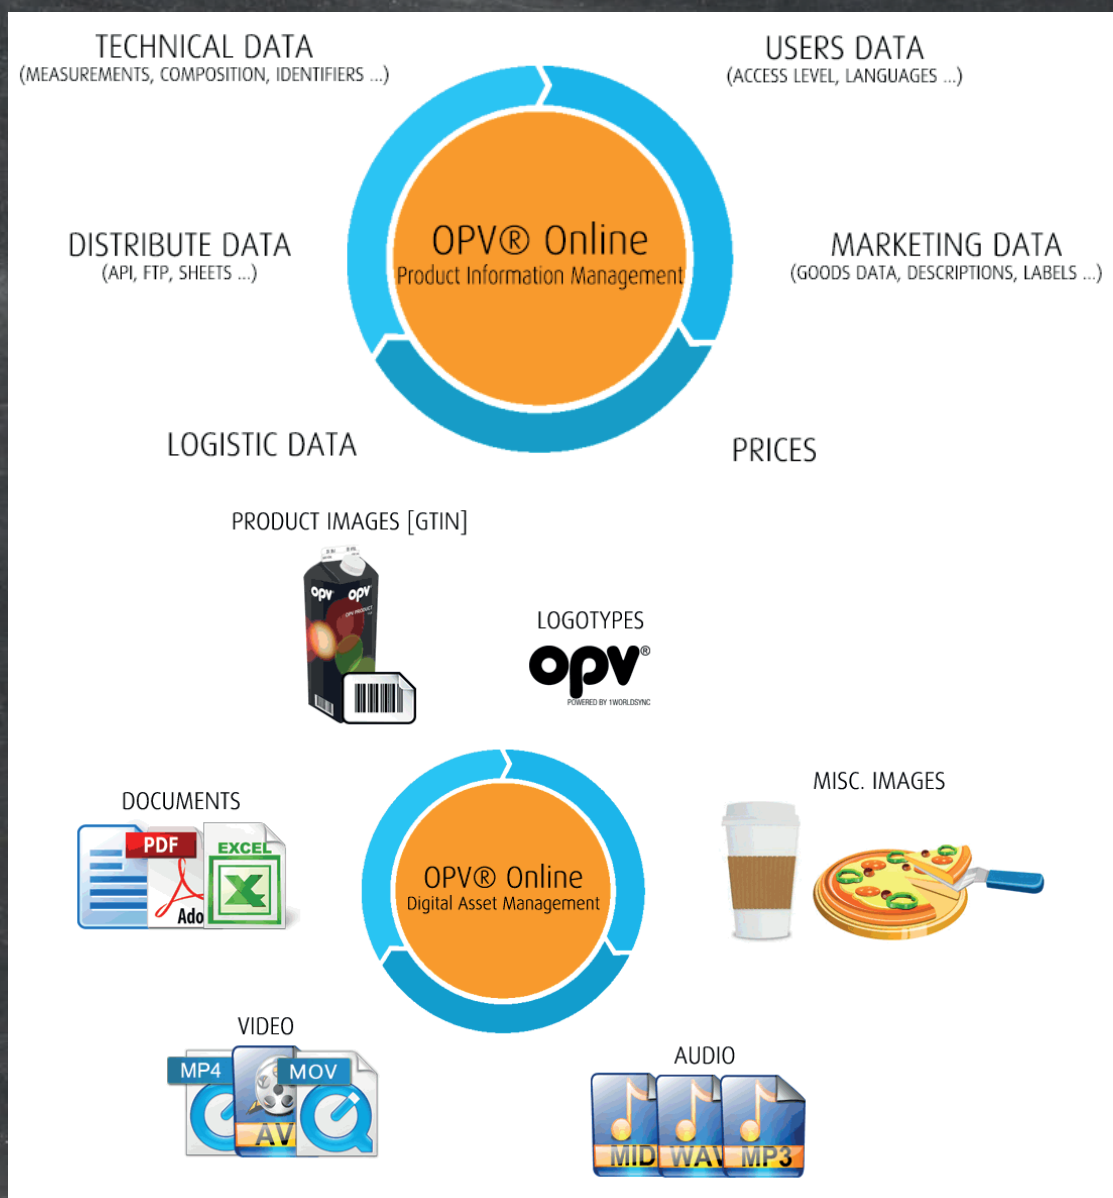 TECHNICAL DATA
(MEASUREMENTS, COMPOSITION, IDENTIFIERS ...)
USERS DATA
(ACCESS LEVEL, LANGUAGES ...)
DISTRIBUTE DATA
(API, FTP, SHEETS ...)
OPV® Online
Product Information Management
MARKETING DATA
(GOODS DATA, DESCRIPTIONS, LABELS ...)
LOGISTIC DATA
PRICES
PRODUCT IMAGES [GTIN]
opv opv
OPV PRODUCT
LOGOTYPES
opv®
POWERED BY 1WORLDSYNC
DOCUMENTS
PDF
Ado
EXCEL
OPV® Online
Digital Asset Management
MISC. IMAGES
VIDEO
MP4
AV
MOV
AUDIO
MID
WAV
MP3